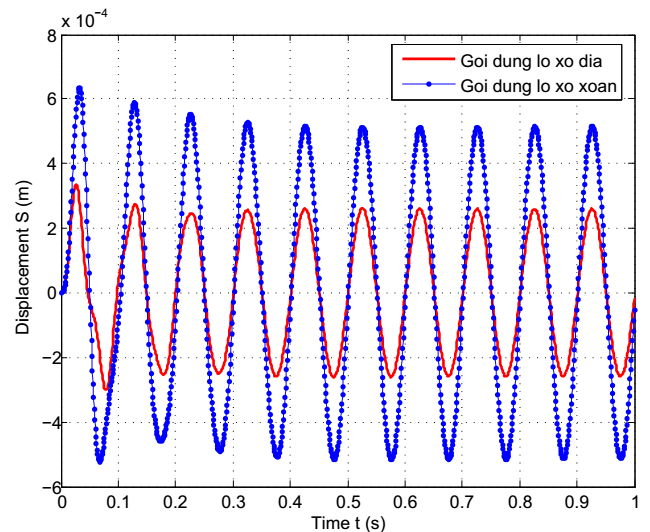 x 10-4
8
6
4
2
0
−2
−4
−6
0 0.1 0.2 0.3 0.4 0.5 0.6 0.7 0.8 0.9 1
Time t (s)
Displacement S (m)
Goi dung lo xo dia
Goi dung lo xo xoan